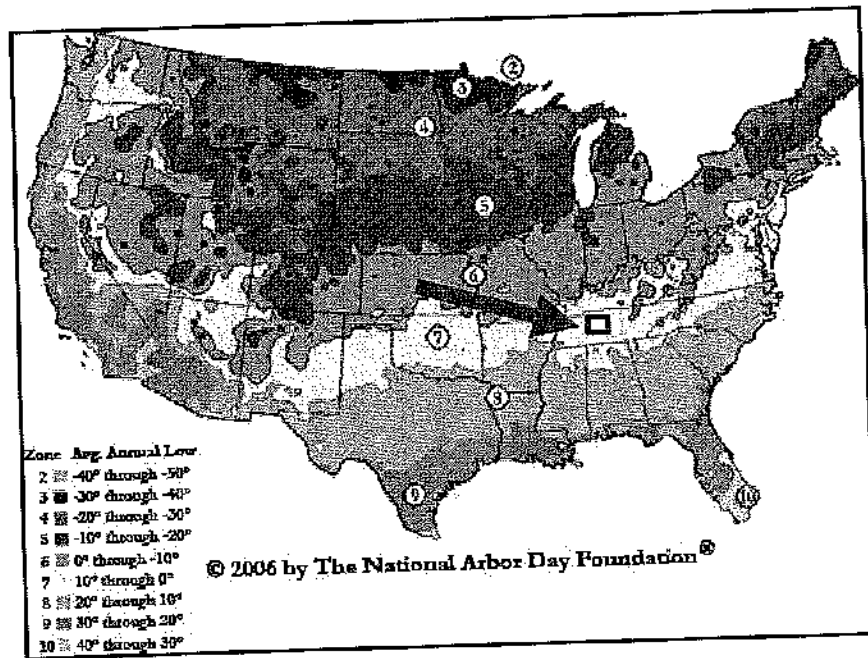 2
3
4
5
6
7
8
9
10
Zone Avg. Annual Low
2 -40° through -50°
3 -30° through -40°
4 -20° through -30°
5 -10° through -20°
6 0° through -10°
7 10° through 0°
8 20° through 10°
9 30° through 20°
10 40° through 30°
© 2006 by The National Arbor Day Foundation®